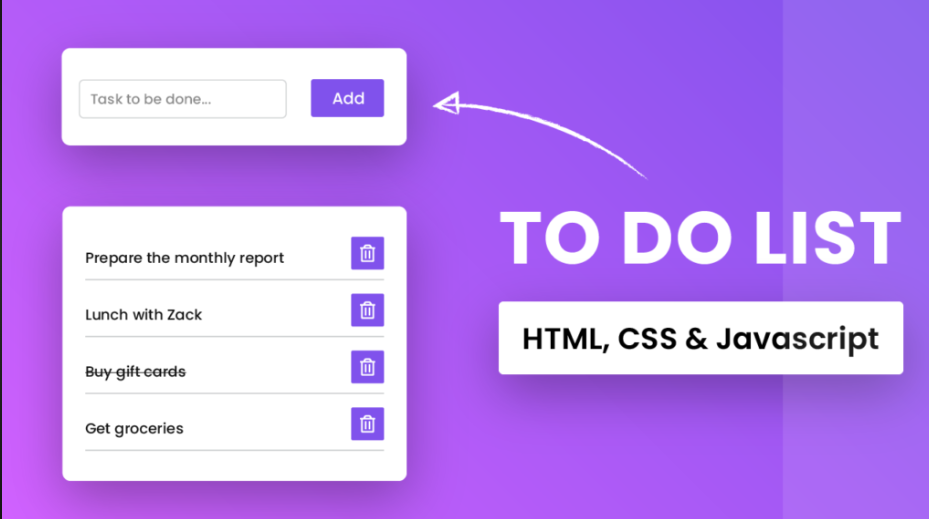 Task to be done...
Add
Prepare the monthly report
Lunch with Zack
Buy gift cards
Get groceries
TO DO LIST
HTML, CSS & Javascript